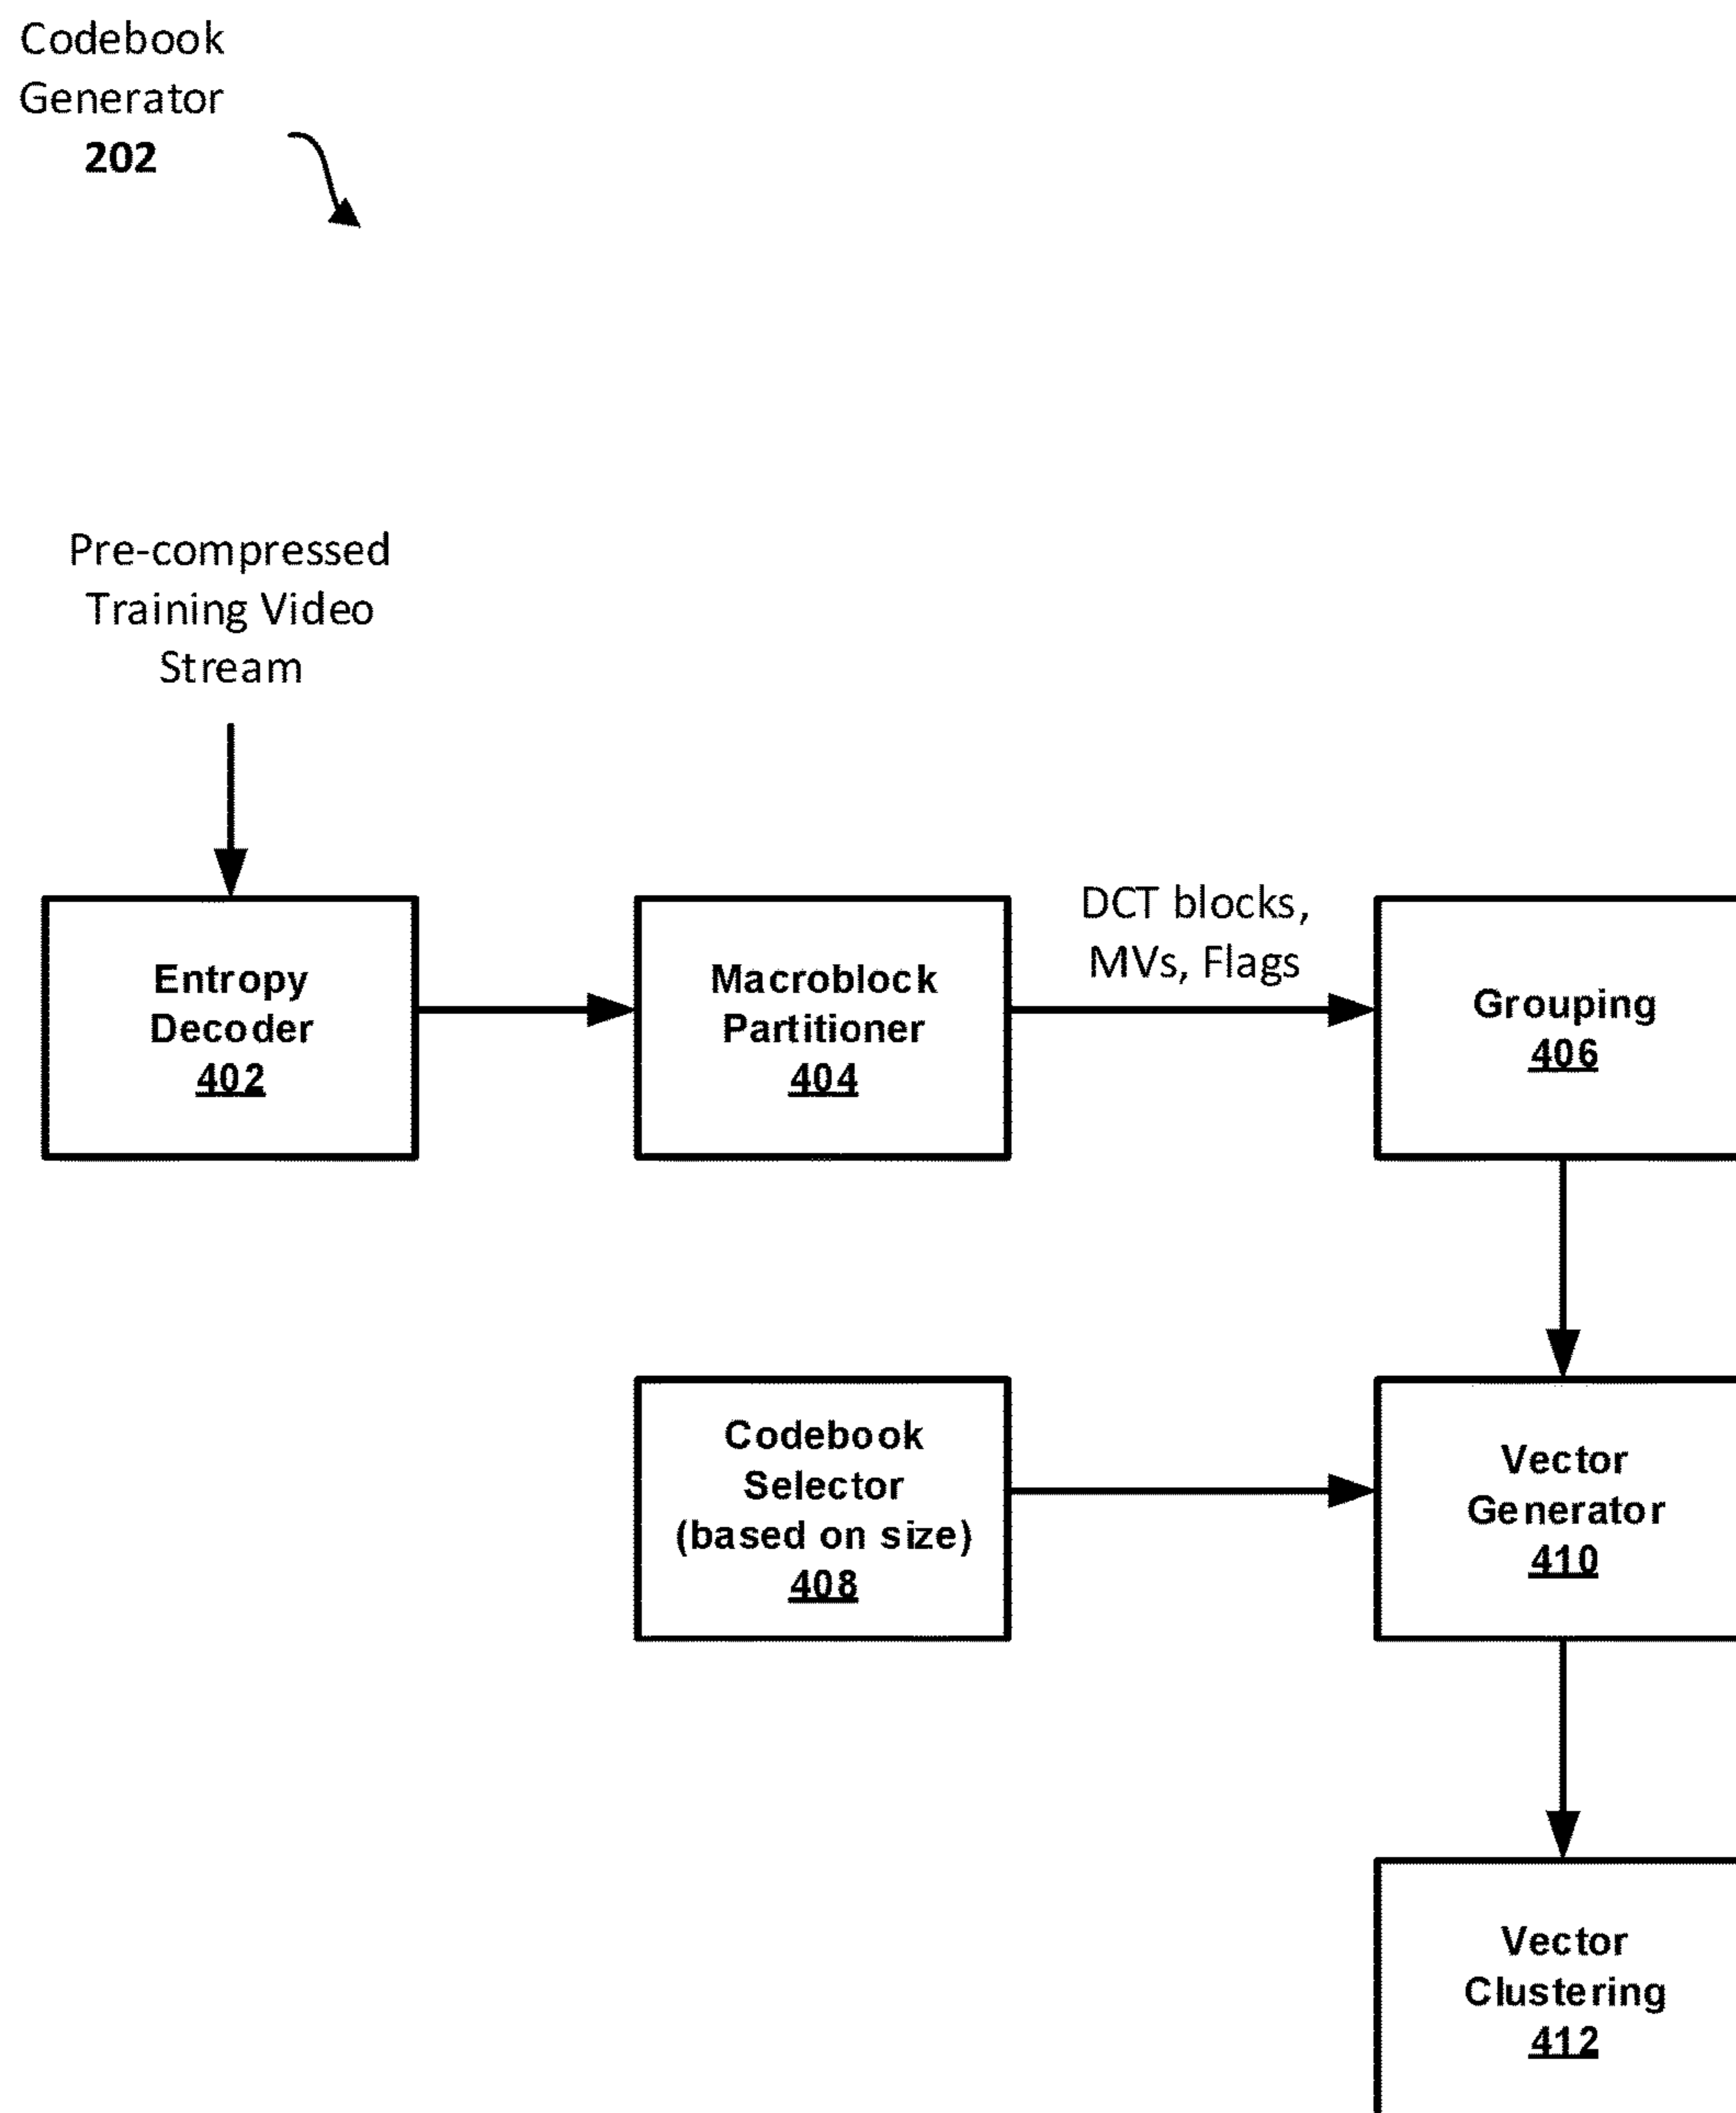 Codebook
Generator
202
Pre-compressed
Training Video
Stream
Entropy
Decoder
402
Macroblock
Partitioner
404
DCT blocks,
MVs, Flags
Grouping
406
Codebook
Selector
(based on size)
408
Vector
Generator
410
Vector
Clustering
412